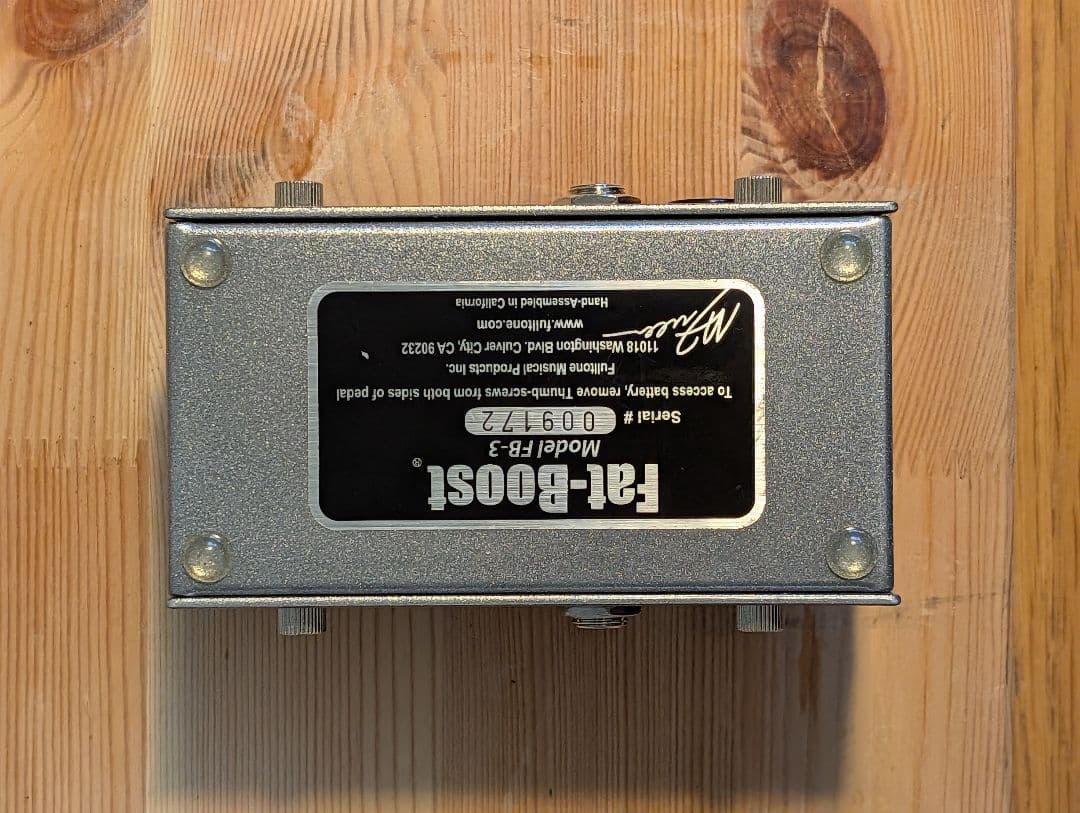 Fat-Boost®
Model FB-3
Serial # 009172
To access battery, remove Thumb-screws from both sides of pedal
Fulltone Musical Products Inc.
11018 Washington Blvd. Culver City, CA 90232
www.fulltone.com
Hand-Assembled in California